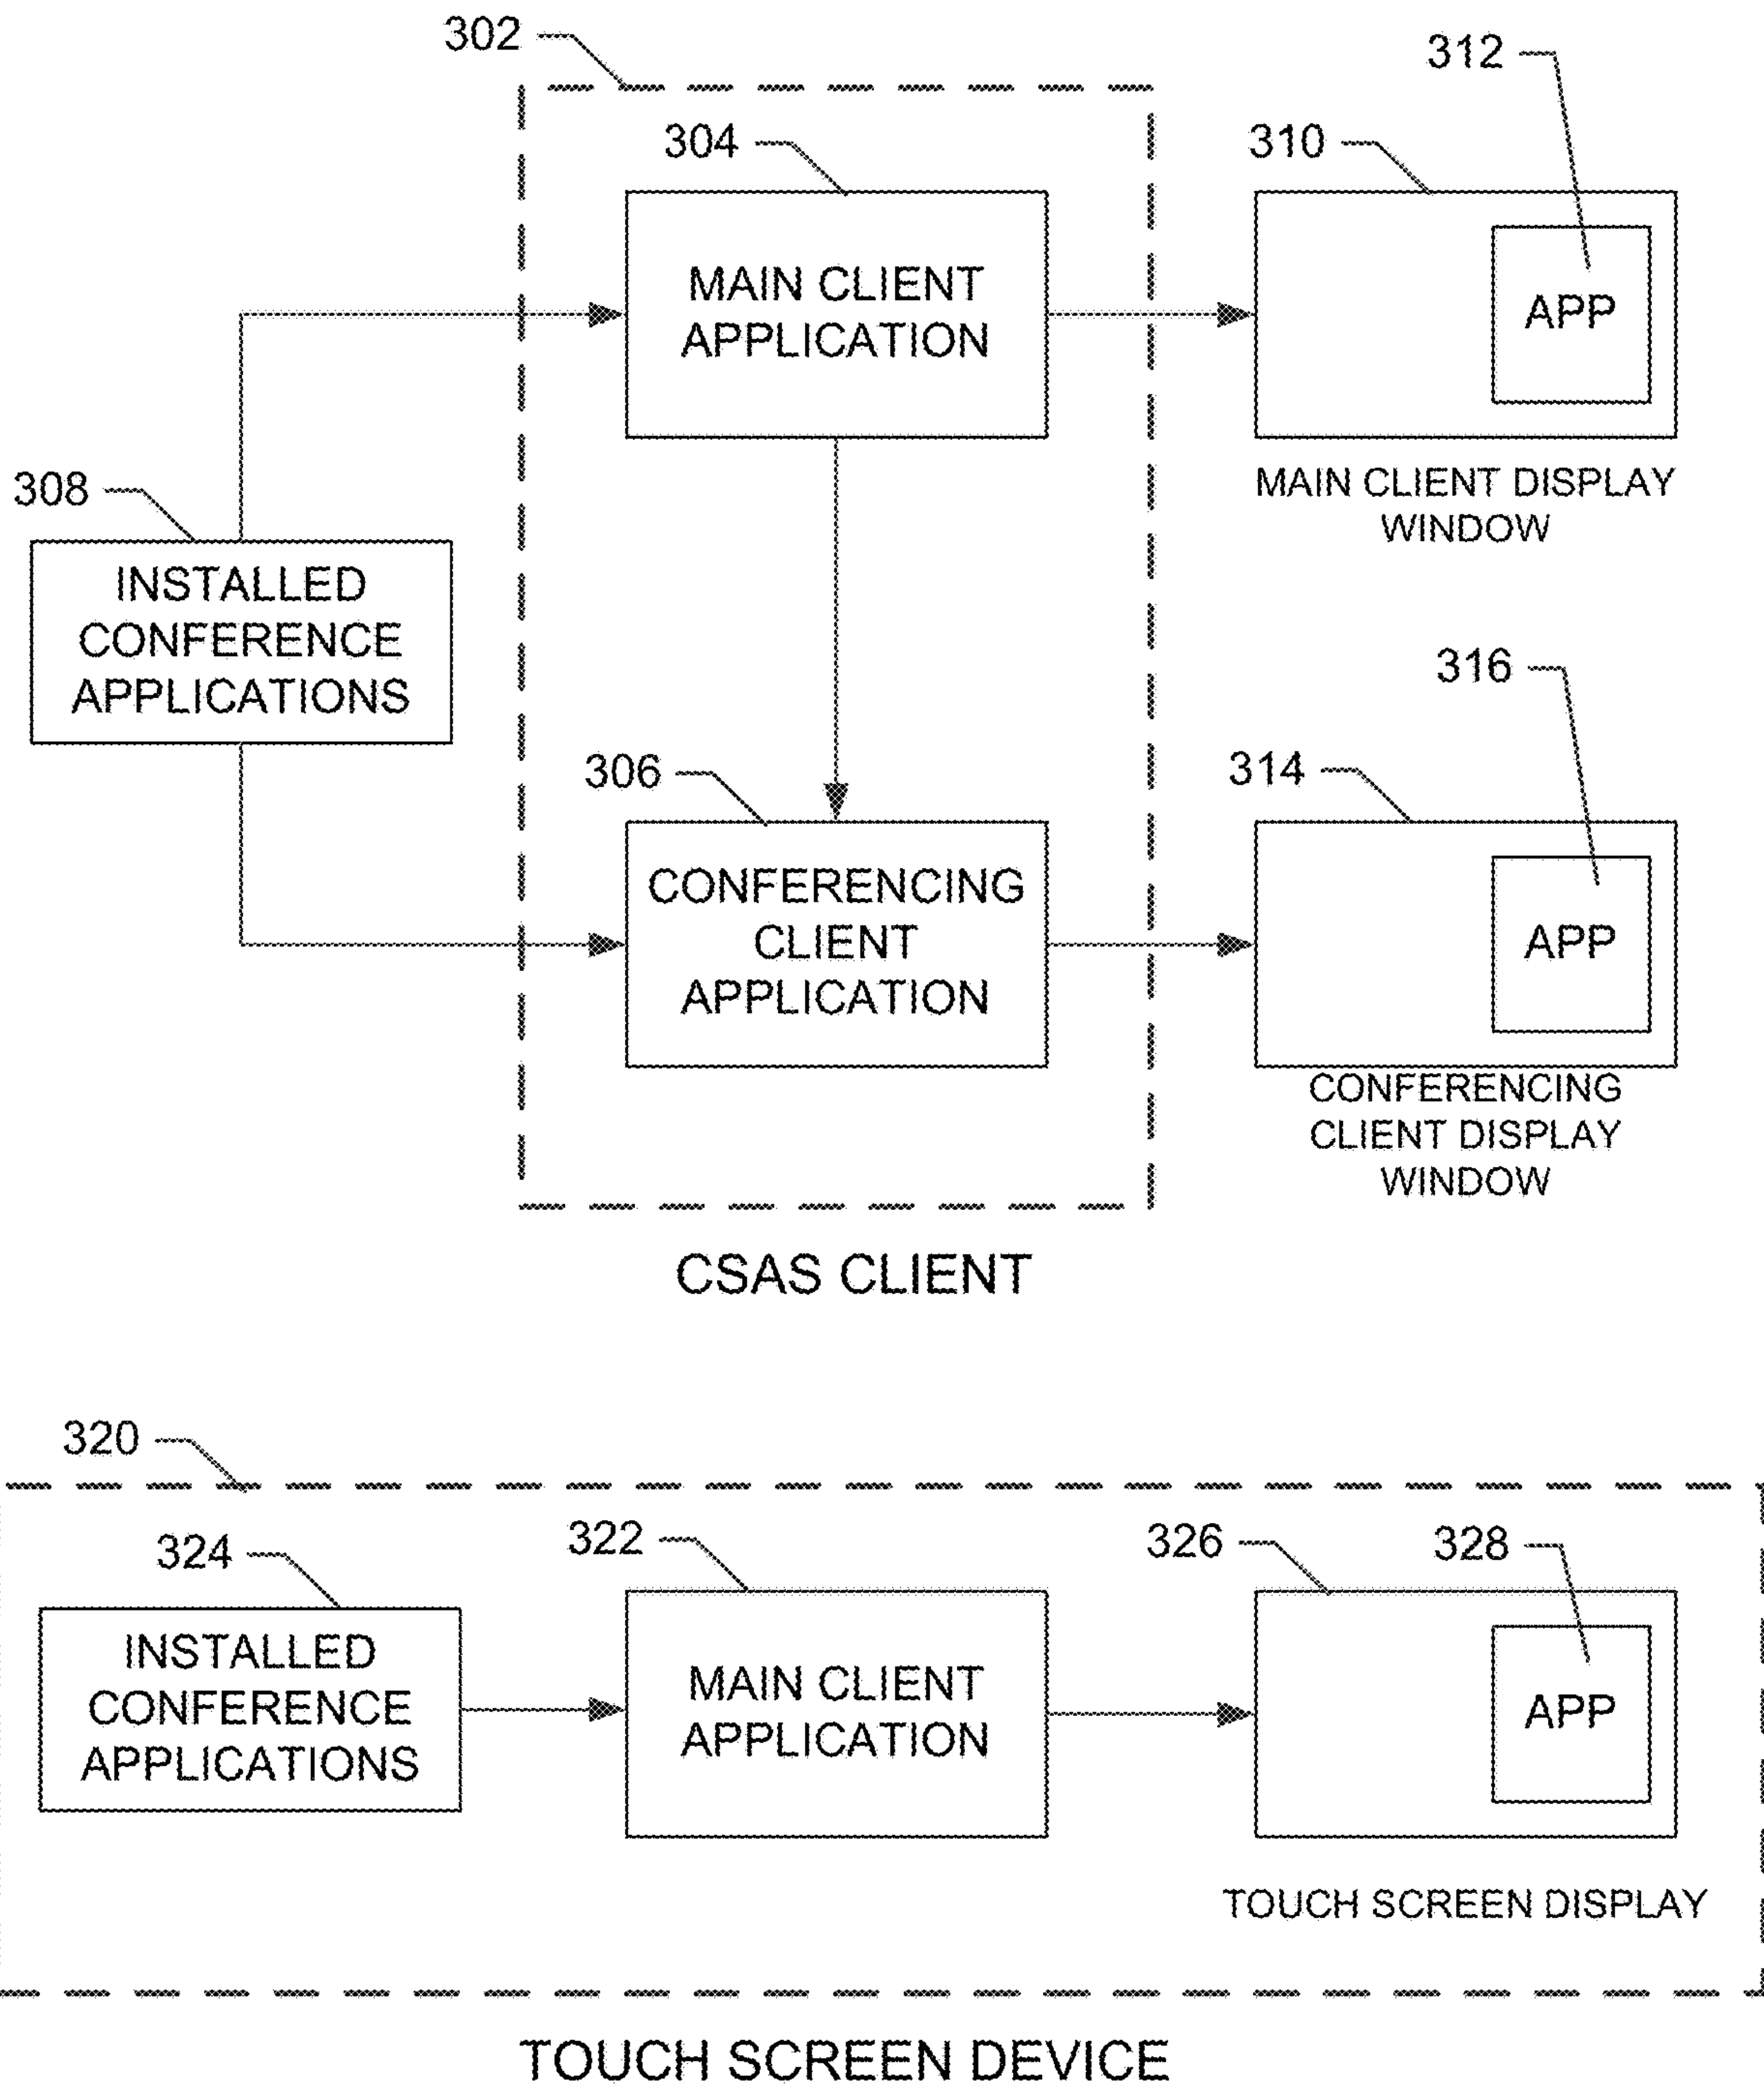 302
312
304
310
MAIN CLIENT
APPLICATION
APP
308
MAIN CLIENT DISPLAY
WINDOW
INSTALLED
CONFERENCE
APPLICATIONS
316
306
314
CONFERENCING
CLIENT
APPLICATION
APP
CONFERENCING
CLIENT DISPLAY
WINDOW
CSAS CLIENT
320
324
322
326
328
INSTALLED
CONFERENCE
APPLICATIONS
MAIN CLIENT
APPLICATION
APP
TOUCH SCREEN DISPLAY
TOUCH SCREEN DEVICE